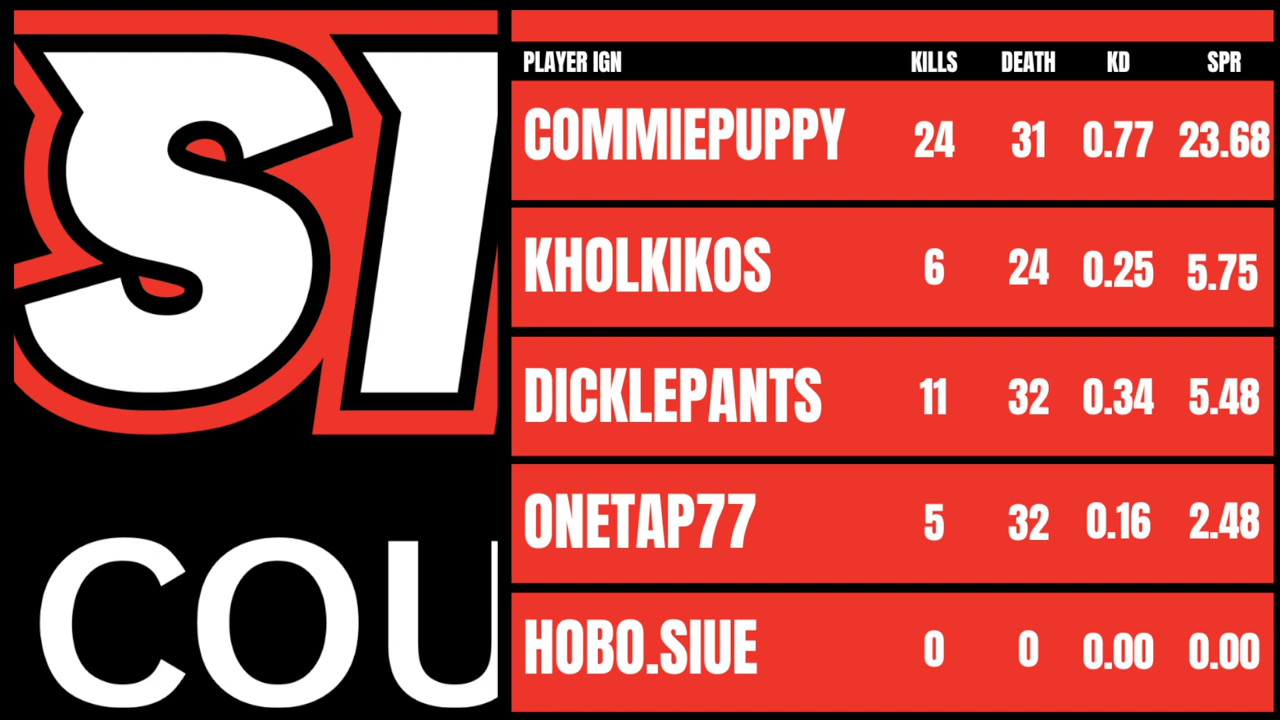 SI
COU
PLAYER IGN KILLS DEATH KD SPR
COMMIEPUPPY 24 31 0.77 23.68
KHOLKIKOS 6 24 0.25 5.75
DICKLEPANTS 11 32 0.34 5.48
ONETAP77 5 32 0.16 2.48
HOBO.SIUE 0 0 0.00 0.00